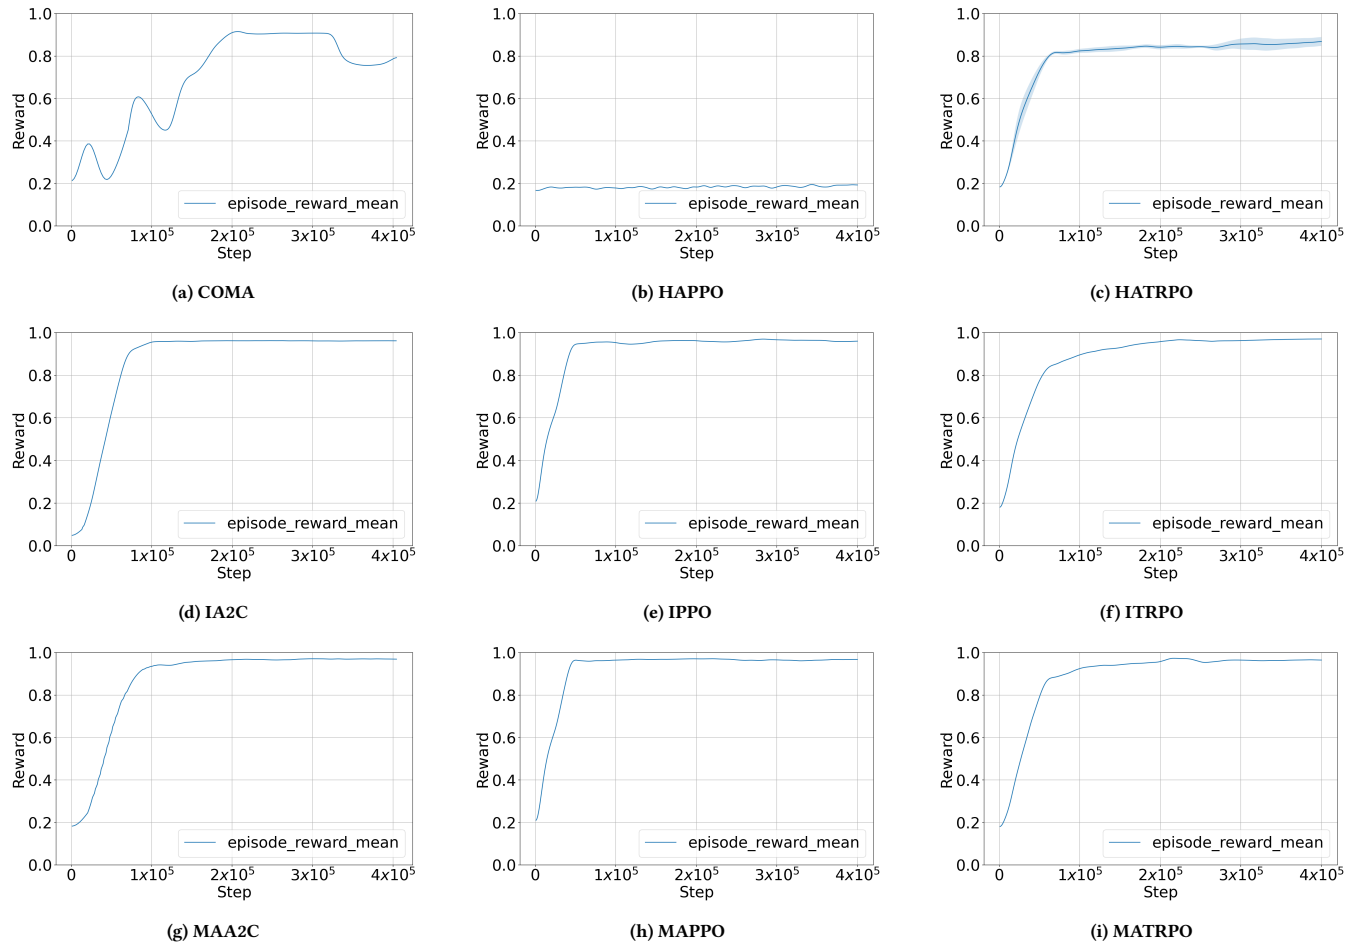 1.0
0.8
0.6
0.4
0.2
0.0
Reward
episode_reward_mean
0 1x10^5 2x10^5 3x10^5 4x10^5
Step
(a) COMA
1.0
0.8
0.6
0.4
0.2
0.0
Reward
episode_reward_mean
0 1x10^5 2x10^5 3x10^5 4x10^5
Step
(b) HAPPO
1.0
0.8
0.6
0.4
0.2
0.0
Reward
episode_reward_mean
0 1x10^5 2x10^5 3x10^5 4x10^5
Step
(c) HATRPO
1.0
0.8
0.6
0.4
0.2
0.0
Reward
episode_reward_mean
0 1x10^5 2x10^5 3x10^5 4x10^5
Step
(d) IA2C
1.0
0.8
0.6
0.4
0.2
0.0
Reward
episode_reward_mean
0 1x10^5 2x10^5 3x10^5 4x10^5
Step
(e) IPPO
1.0
0.8
0.6
0.4
0.2
0.0
Reward
episode_reward_mean
0 1x10^5 2x10^5 3x10^5 4x10^5
Step
(f) ITRPO
1.0
0.8
0.6
0.4
0.2
0.0
Reward
episode_reward_mean
0 1x10^5 2x10^5 3x10^5 4x10^5
Step
(g) MAA2C
1.0
0.8
0.6
0.4
0.2
0.0
Reward
episode_reward_mean
0 1x10^5 2x10^5 3x10^5 4x10^5
Step
(h) MAPPO
1.0
0.8
0.6
0.4
0.2
0.0
Reward
episode_reward_mean
0 1x10^5 2x10^5 3x10^5 4x10^5
Step
(i) MATRPO